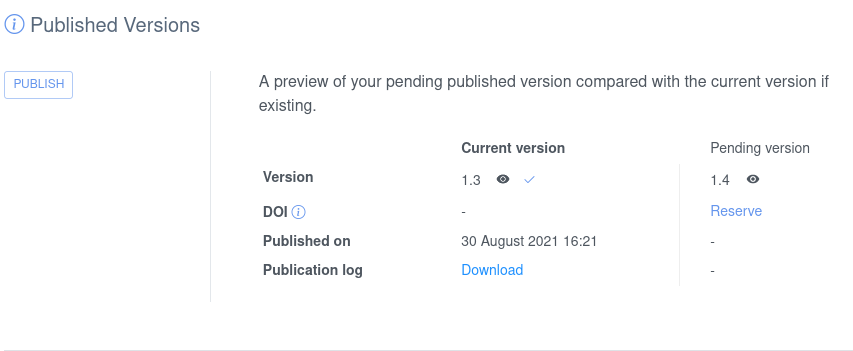 Published Versions
PUBLISH
A preview of your pending published version compared with the current version if
existing.
Current version Pending version
Version 1.3 1.4
DOI - Reserve
Published on 30 August 2021 16:21 -
Publication log Download -